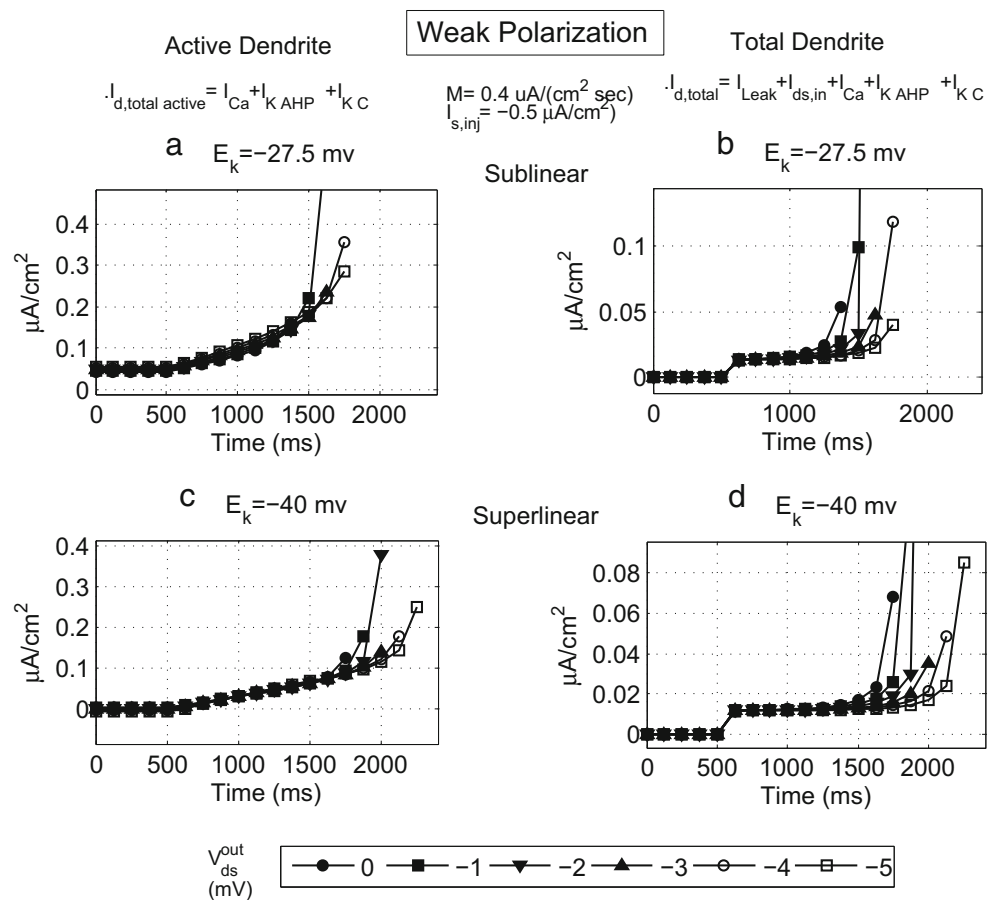 Weak Polarization
Active Dendrite
Total Dendrite
.I_d,total active= I_Ca+I_K AHP +I_K C
M= 0.4 uA/(cm² sec)
I_s,inj= −0.5 μA/cm²)
.I_d,total= I_Leak+I_ds,in+I_Ca+I_K AHP +I_K C
a E_k=−27.5 mv
Sublinear
b E_k=−27.5 mv
0.4
0.3
0.2
0.1
0
μA/cm²
0 500 1000 1500 2000
Time (ms)
0.1
0.05
0
μA/cm²
0 1000 2000
Time (ms)
c E_k=−40 mv
Superlinear
d E_k=−40 mv
0.4
0.3
0.2
0.1
0
μA/cm²
0 500 1000 1500 2000
Time (ms)
0.08
0.06
0.04
0.02
0
μA/cm²
0 500 1000 1500 2000
Time (ms)
V_ds^out
(mV)
0 −1 −2 −3 −4 −5